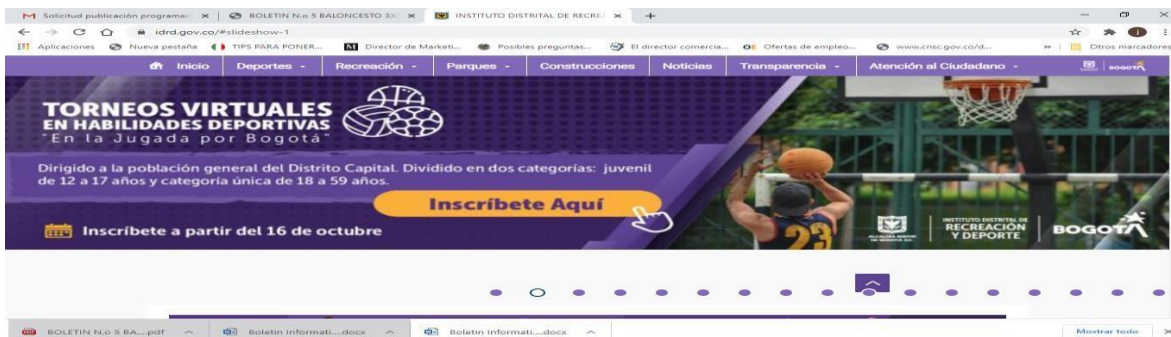 Solicitud publicación programac
BOLETIN N.o 5 BALONCESTO 3X
INSTITUTO DISTRITAL DE RECRE
idrd.gov.co/#slideshow-1
Aplicaciones
Nueva pestaña
TIPS PARA PONER...
Director de Marketi...
Posibles preguntas...
El director comercia...
Ofertas de empleo...
www.cnsc.gov.co/d...
Otros marcadores
Inicio
Deportes
Recreación
Parques
Construcciones
Noticias
Transparencia
Atención al Ciudadano
BOGOTÁ
TORNEOS VIRTUALES
EN HABILIDADES DEPORTIVAS
"En la Jugada por Bogotá"
Dirigido a la población general del Distrito Capital. Dividido en dos categorías: juvenil
de 12 a 17 años y categoría única de 18 a 59 años.
Inscríbete Aquí
Inscríbete a partir del 16 de octubre
23
INSTITUTO DISTRITAL DE
RECREACIÓN
Y DEPORTE
BOGOTÁ
BOLETIN N.o 5 BA....pdf
Boletin Informati....docx
Boletin Informati....docx
Mostrar todo